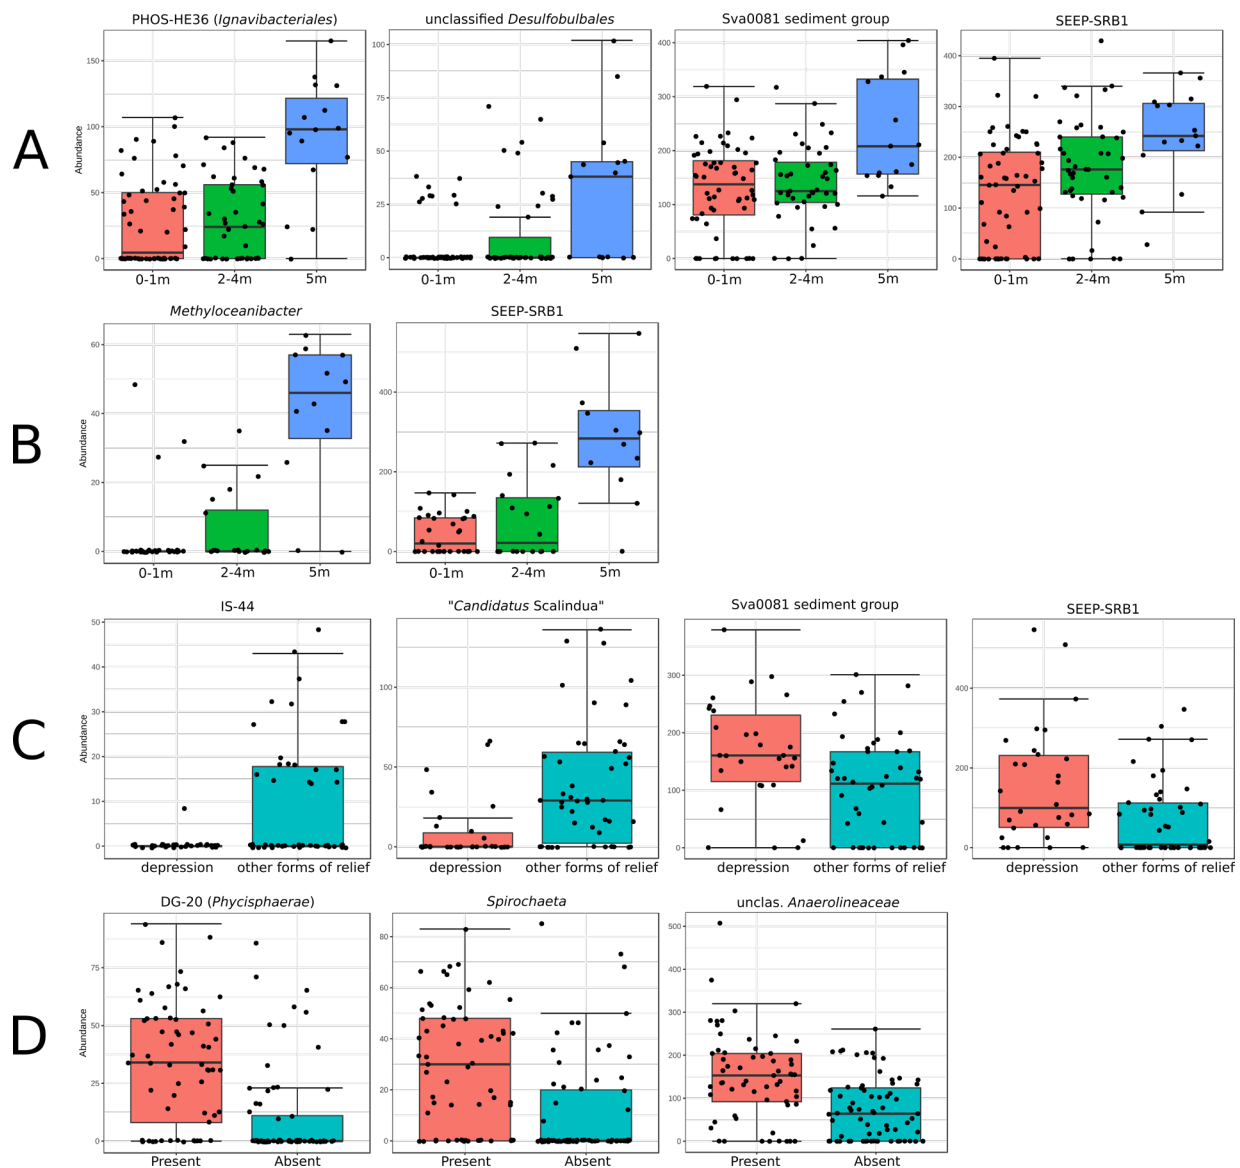 A
PHOS-HE36 (Ignavibacteriales)
unclassified Desulfobulbales
Sva0081 sediment group
SEEP-SRB1
Abundance
150
100
50
0
100
75
50
25
0
400
300
200
100
0
400
300
200
100
0
0-1m 2-4m 5m
0-1m 2-4m 5m
0-1m 2-4m 5m
0-1m 2-4m 5m
B
Methyloceanibacter
SEEP-SRB1
Abundance
60
40
20
0
400
200
0
0-1m 2-4m 5m
0-1m 2-4m 5m
C
IS-44
"Candidatus Scalindua"
Sva0081 sediment group
SEEP-SRB1
Abundance
50
40
30
20
10
0
100
50
0
300
200
100
0
400
200
0
depression other forms of relief
depression other forms of relief
depression other forms of relief
depression other forms of relief
D
DG-20 (Phycisphaerae)
Spirochaeta
unclas. Anaerolineaceae
Abundance
75
50
25
0
80
60
40
20
0
500
400
300
200
100
0
Present Absent
Present Absent
Present Absent